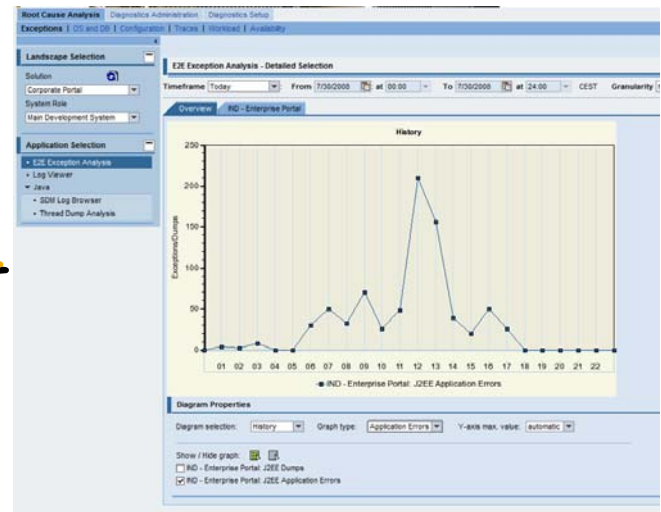 Root Cause Analysis Diagnostics Administration Diagnostics Setup
Exceptions | OS and DB | Configuration | Traces | Workload | Availability
Landscape Selection
Solution
Corporate Portal
System Role
Main Development System
Application Selection
E2E Exception Analysis
Log Viewer
Java
SDM Log Browser
Thread Dump Analysis
E2E Exception Analysis - Detailed Selection
Timeframe Today From 7/30/2008 at 00:00 To 7/30/2008 at 24:00 CEST Granularity
Overview IND - Enterprise Portal
History
Exceptions/Dumps
250
200
150
100
50
0
01 02 03 04 05 06 07 08 09 10 11 12 13 14 15 16 17 18 19 20 21 22
IND - Enterprise Portal: J2EE Application Errors
Diagram Properties
Diagram selection: History Graph type: Application Errors Y-axis max. value: automatic
Show / Hide graph:
IND - Enterprise Portal: J2EE Dumps
IND - Enterprise Portal: J2EE Application Errors